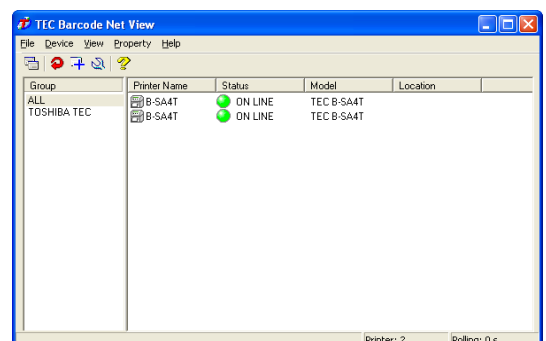 TEC Barcode Net View
File Device View Property Help
Group Printer Name Status Model Location
ALL B-SA4T ON LINE TEC B-SA4T
TOSHIBA TEC B-SA4T ON LINE TEC B-SA4T
Printer: 2 Polling: 0 s